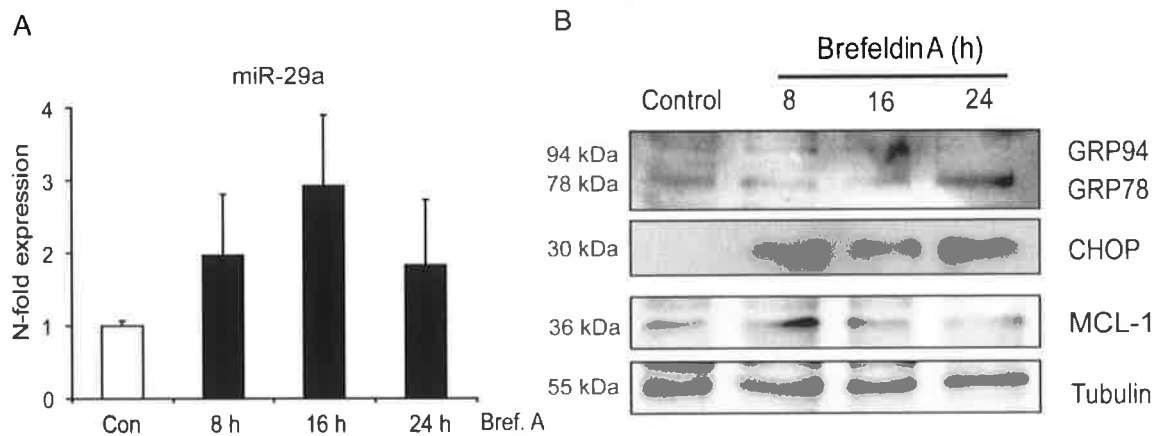 A
miR-29a
N-fold expression
4
3
2
1
0
Con 8 h 16 h 24 h Bref. A
B
Brefeldin A (h)
Control 8 16 24
94 kDa GRP94
78 kDa GRP78
30 kDa CHOP
36 kDa MCL-1
55 kDa Tubulin